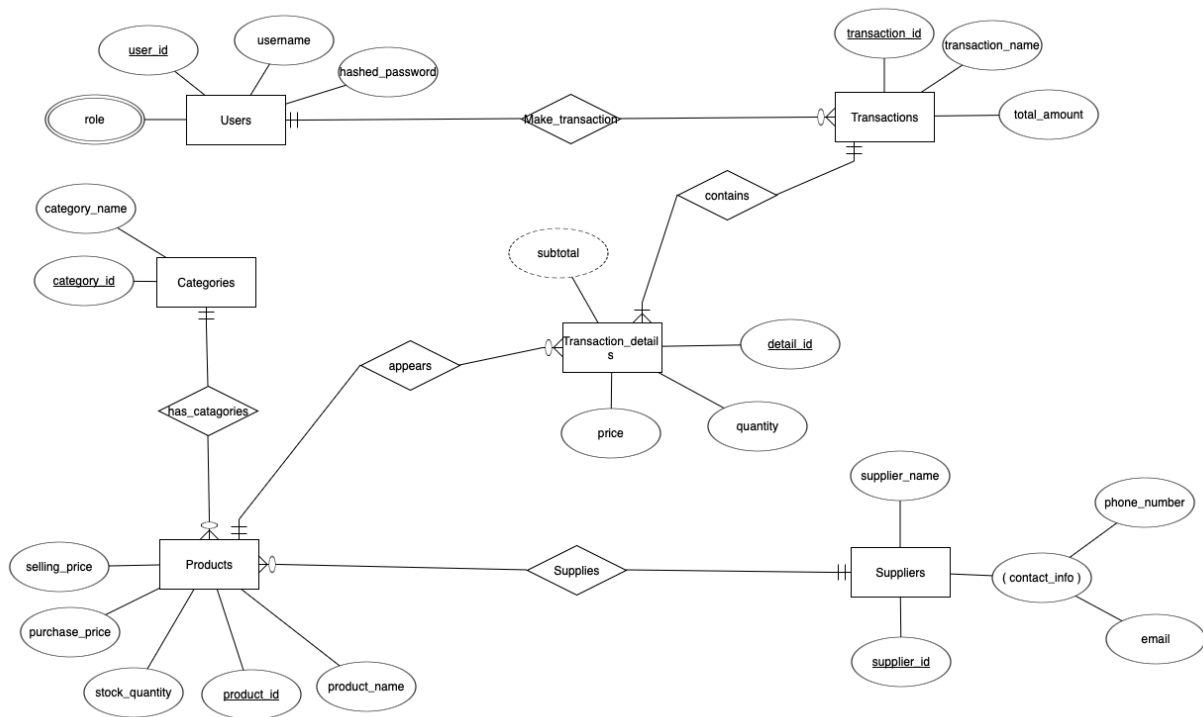 user_id
username
hashed_password
role
Users
Make_transaction
transaction_id
transaction_name
Transactions
total_amount
contains
category_name
category_id
Categories
subtotal
Transaction_detail
s
detail_id
appears
price
quantity
has_catagories
supplier_name
phone_number
selling_price
Products
Supplies
Suppliers
( contact_info )
purchase_price
stock_quantity
product_id
product_name
supplier_id
email